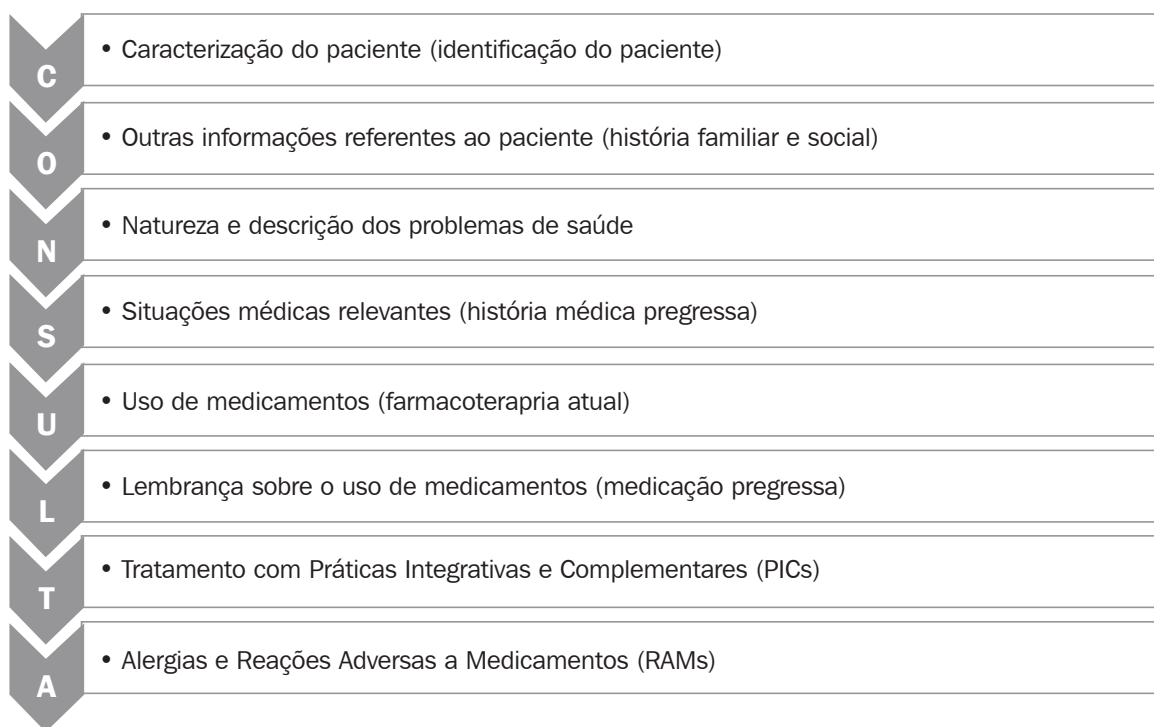 C
• Caracterização do paciente (identificação do paciente)
O
• Outras informações referentes ao paciente (história familiar e social)
N
• Natureza e descrição dos problemas de saúde
S
• Situações médicas relevantes (história médica pregressa)
U
• Uso de medicamentos (farmacoterapria atual)
L
• Lembrança sobre o uso de medicamentos (medicação pregressa)
T
• Tratamento com Práticas Integrativas e Complementares (PICs)
A
• Alergias e Reações Adversas a Medicamentos (RAMs)